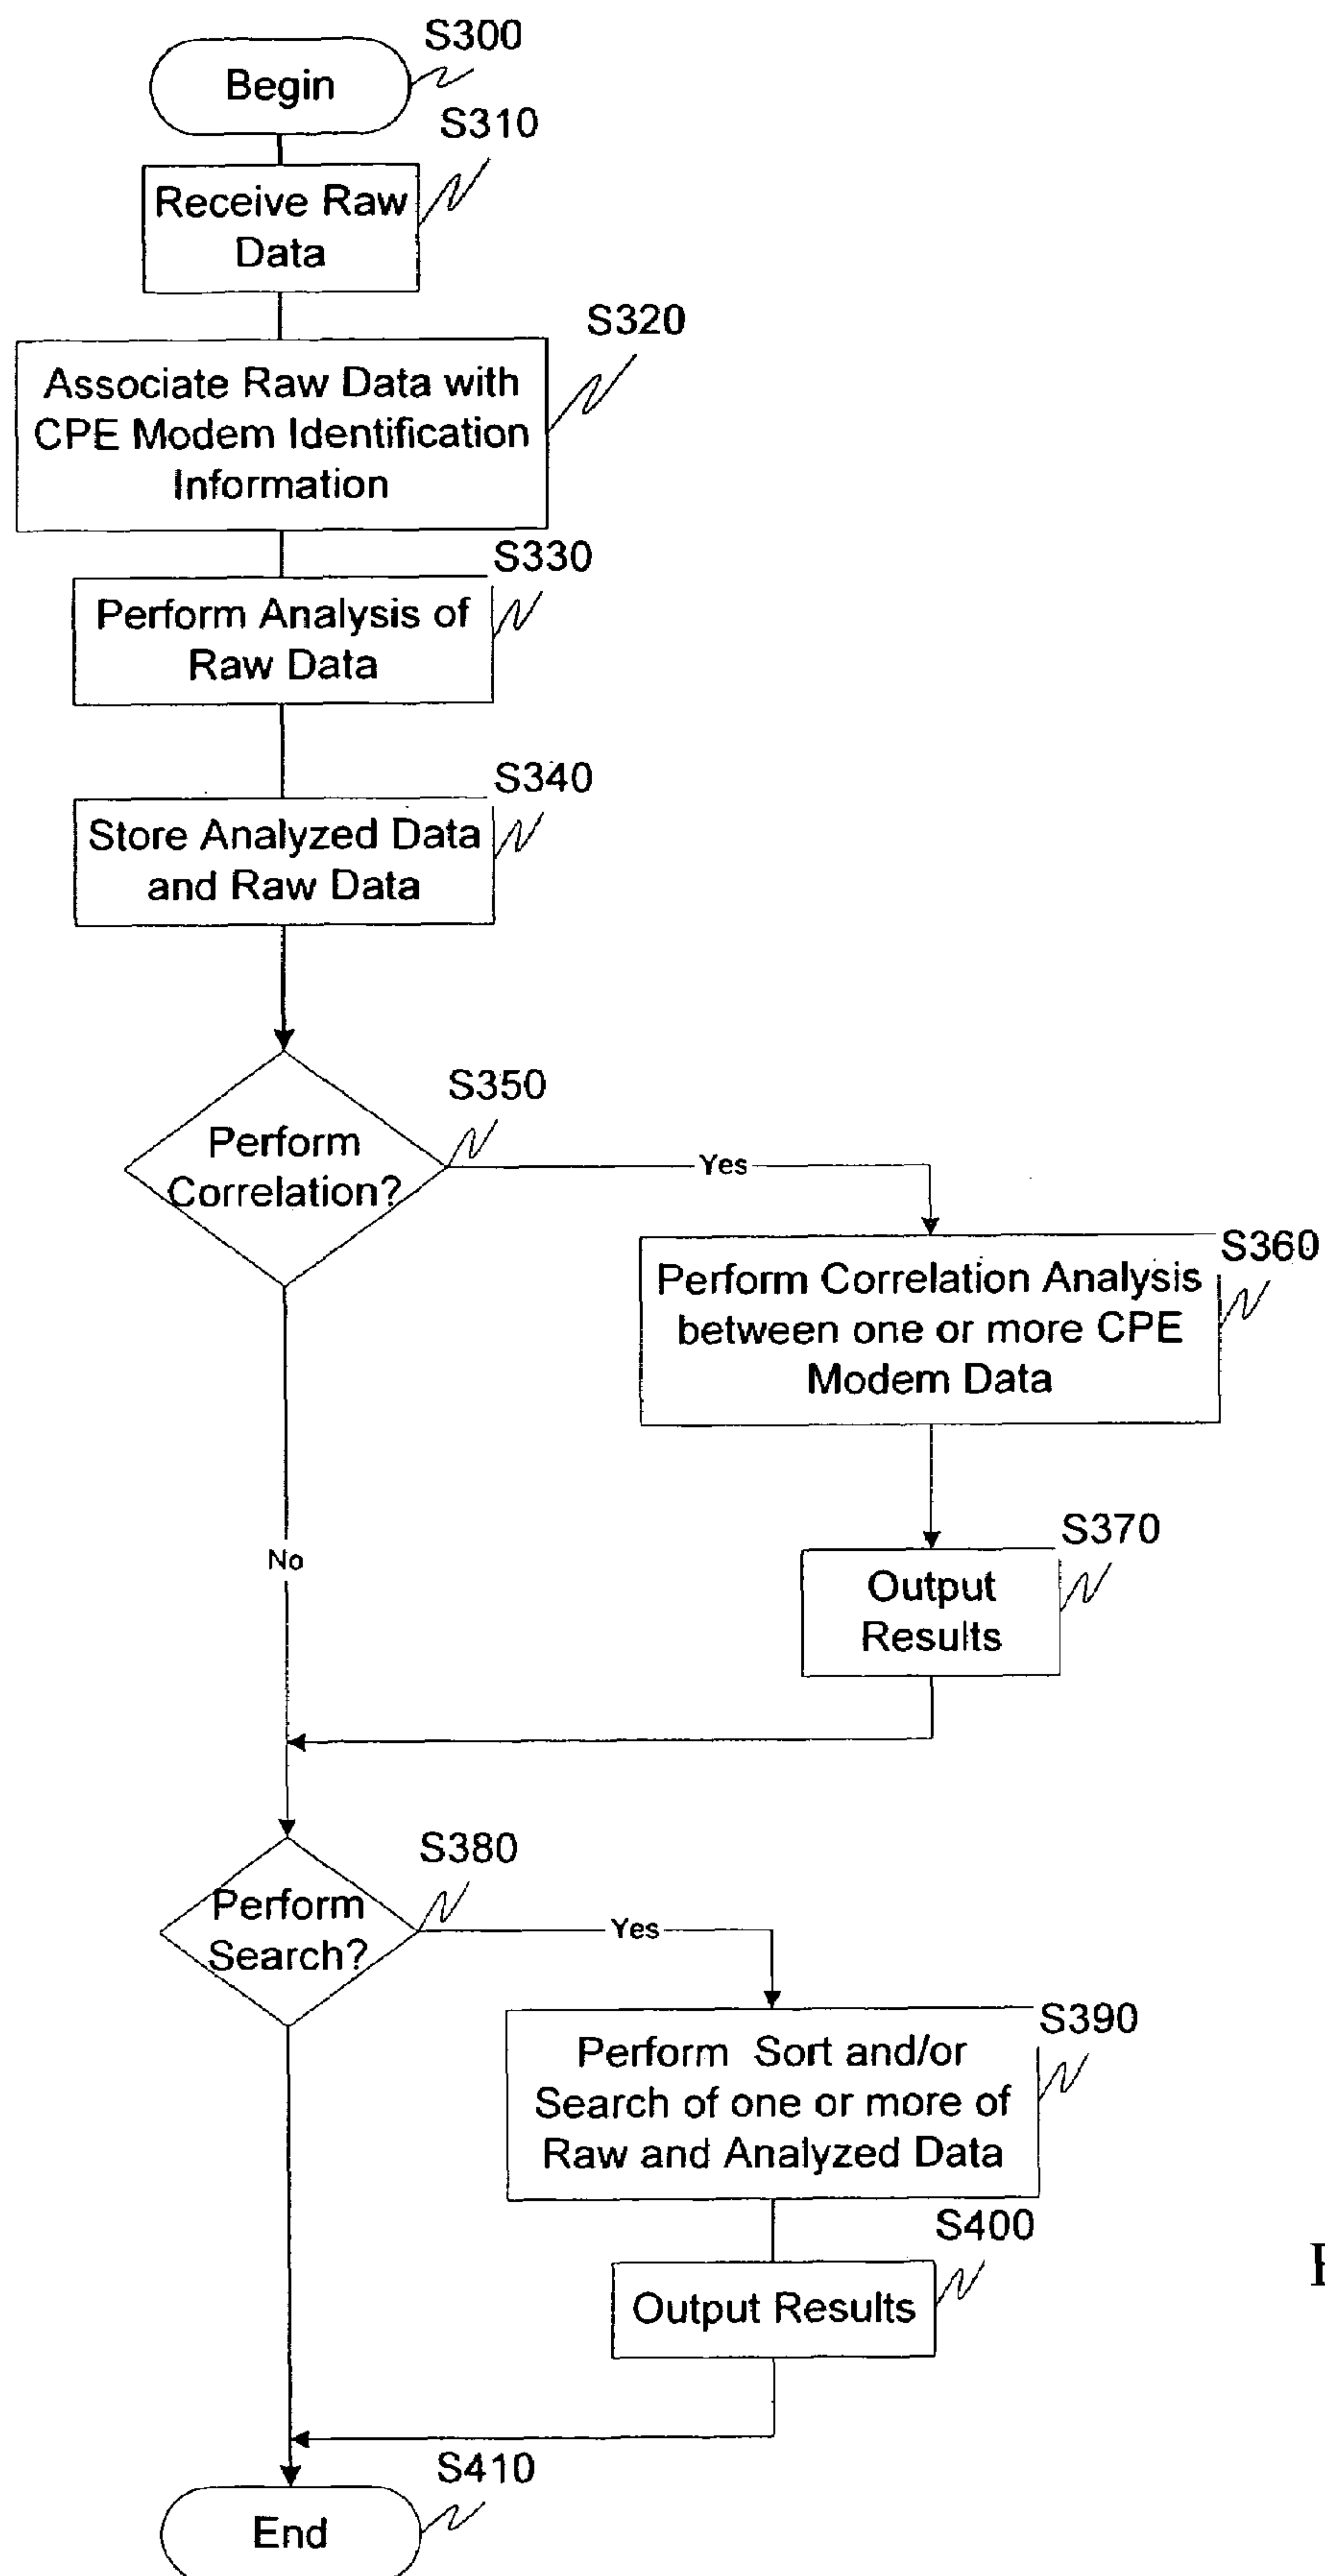 S300
Begin
S310
Receive Raw
Data
S320
Associate Raw Data with
CPE Modem Identification
Information
S330
Perform Analysis of
Raw Data
S340
Store Analyzed Data
and Raw Data
S350
Perform
Correlation?
Yes
S360
Perform Correlation Analysis
between one or more CPE
Modem Data
S370
Output
Results
No
S380
Perform
Search?
Yes
S390
Perform Sort and/or
Search of one or more of
Raw and Analyzed Data
S400
Output Results
S410
End